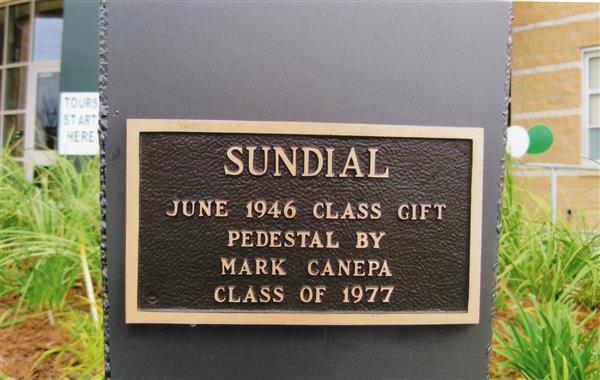 TOURS
START
HERE
SUNDIAL
JUNE 1946 CLASS GIFT
PEDESTAL BY
MARK CANEPA
CLASS OF 1977